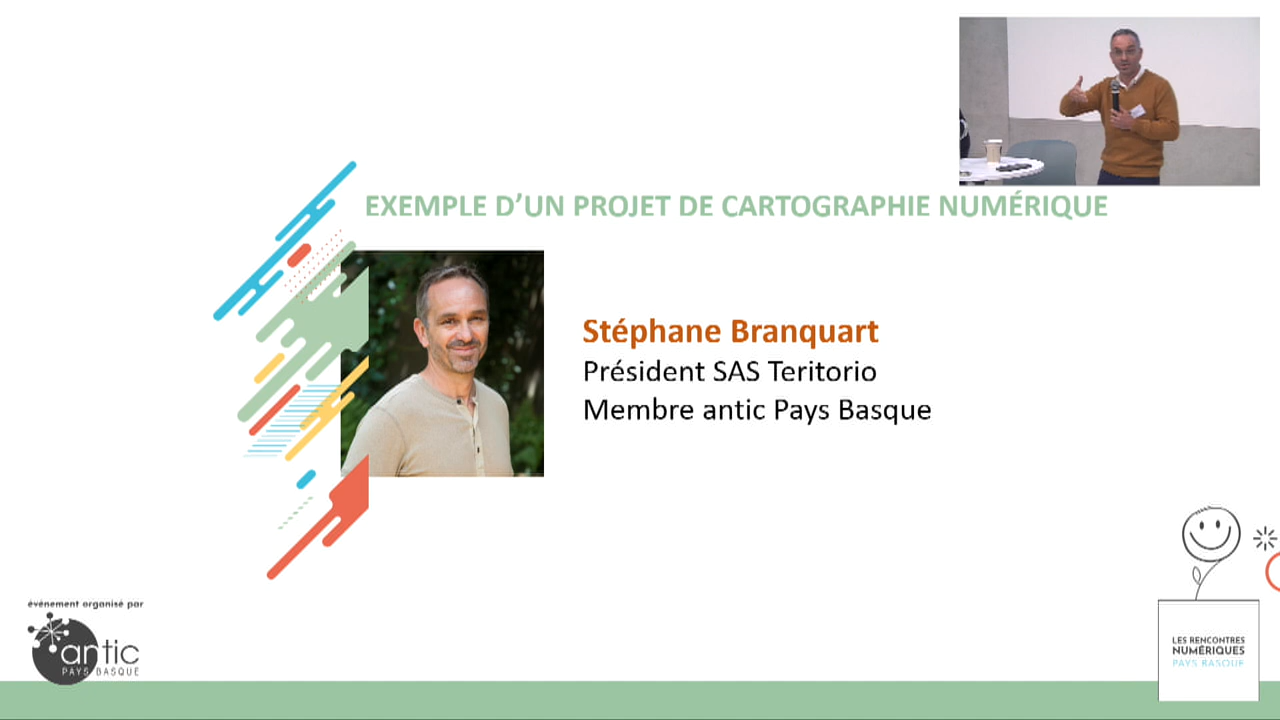 EXEMPLE D'UN PROJET DE CARTOGRAPHIE NUMÉRIQUE
Stéphane Branquart
Président SAS Teritorio
Membre antic Pays Basque
évènement organisé par
antic
PAYS BASQUE
LES RENCONTRES
NUMÉRIQUES
PAYS BASQUE